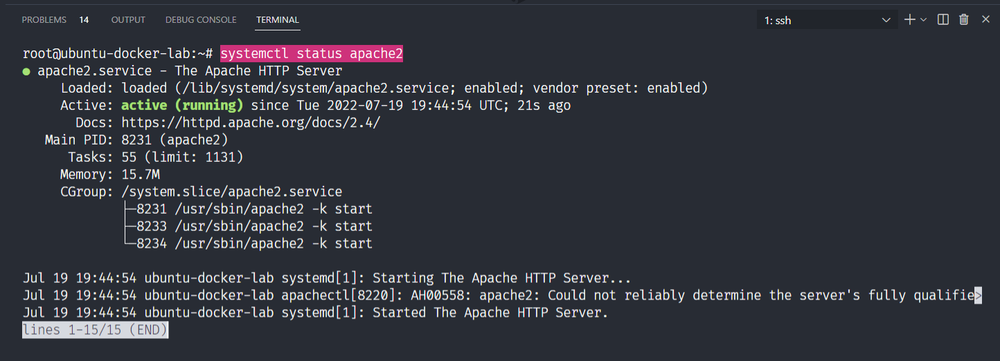 PROBLEMS 14 OUTPUT DEBUG CONSOLE TERMINAL 1: ssh
root@ubuntu-docker-lab:~# systemctl status apache2
● apache2.service - The Apache HTTP Server
Loaded: loaded (/lib/systemd/system/apache2.service; enabled; vendor preset: enabled)
Active: active (running) since Tue 2022-07-19 19:44:54 UTC; 21s ago
Docs: https://httpd.apache.org/docs/2.4/
Main PID: 8231 (apache2)
Tasks: 55 (limit: 1131)
Memory: 15.7M
CGroup: /system.slice/apache2.service
├─8231 /usr/sbin/apache2 -k start
├─8233 /usr/sbin/apache2 -k start
└─8234 /usr/sbin/apache2 -k start
Jul 19 19:44:54 ubuntu-docker-lab systemd[1]: Starting The Apache HTTP Server...
Jul 19 19:44:54 ubuntu-docker-lab apachectl[8220]: AH00558: apache2: Could not reliably determine the server's fully qualifie>
Jul 19 19:44:54 ubuntu-docker-lab systemd[1]: Started The Apache HTTP Server.
lines 1-15/15 (END)